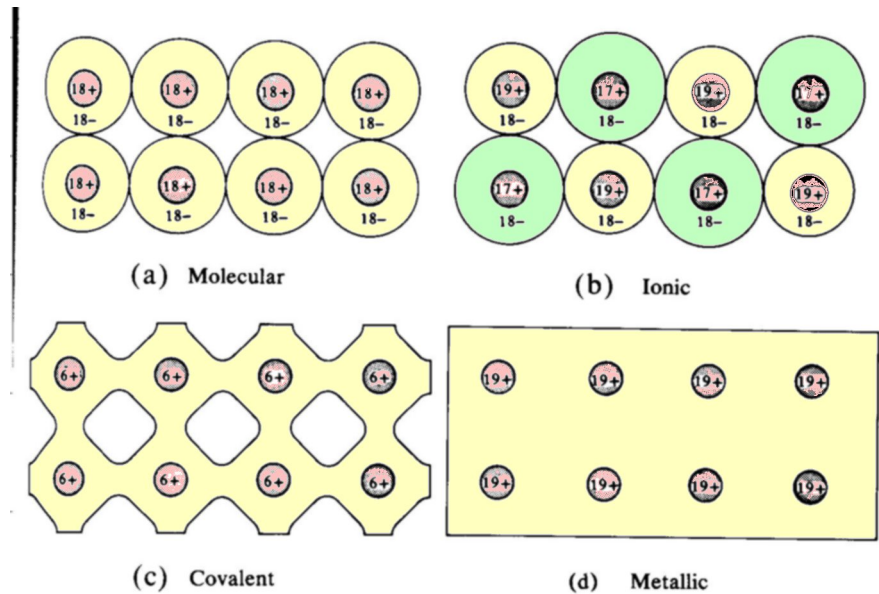 18+ 18+ 18+ 18+ 19+ 17+ 19+ 17+
18– 18– 18– 18– 18– 18– 18– 18–
18+ 18+ 18+ 18+ 17+ 19+ 17+ 19+
18– 18– 18– 18– 18– 18– 18– 18–
(a) Molecular
(b) Ionic
6+ 6+ 6+ 6+ 19+ 19+ 19+ 19+
6+ 6+ 6+ 6+ 19+ 19+ 19+ 19+
(c) Covalent
(d) Metallic